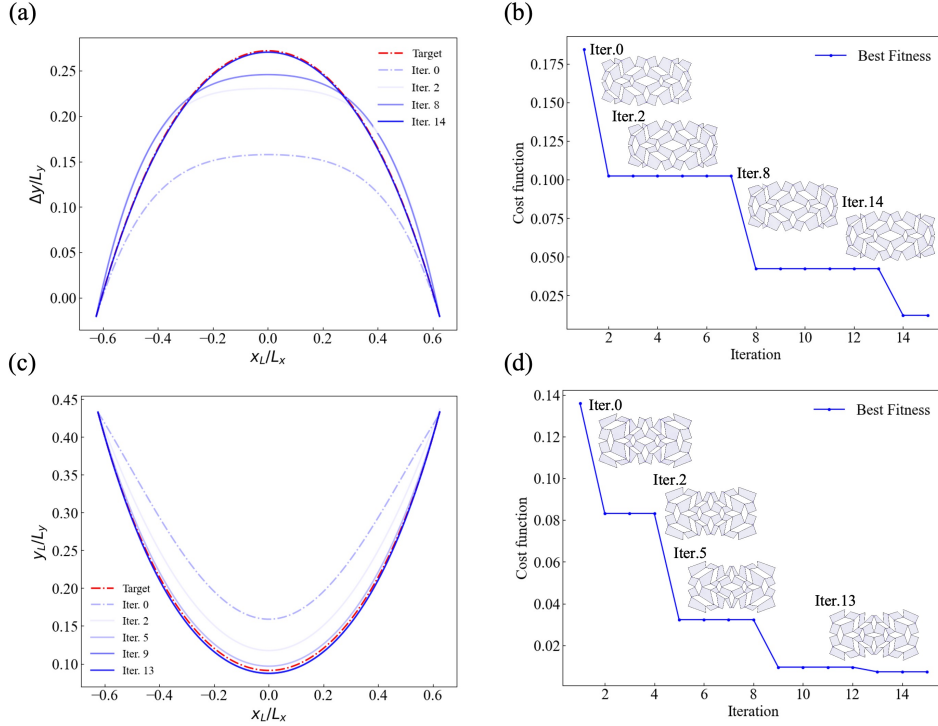 (a)
(b)
0.25
0.20
0.15
0.10
0.05
0.00
Δy/L_y
Target
Iter. 0
Iter. 2
Iter. 8
Iter. 14
−0.6
−0.4
−0.2
0.0
0.2
0.4
0.6
x_L/L_x
0.175
0.150
0.125
0.100
0.075
0.050
0.025
Cost function
Best Fitness
Iter.0
Iter.2
Iter.8
Iter.14
2
4
6
8
10
12
14
Iteration
(c)
(d)
0.45
0.40
0.35
0.30
0.25
0.20
0.15
0.10
y_L/L_y
Target
Iter. 0
Iter. 2
Iter. 5
Iter. 9
Iter. 13
−0.6
−0.4
−0.2
0.0
0.2
0.4
0.6
x_L/L_x
0.14
0.12
0.10
0.08
0.06
0.04
0.02
Cost function
Best Fitness
Iter.0
Iter.2
Iter.5
Iter.13
2
4
6
8
10
12
14
Iteration